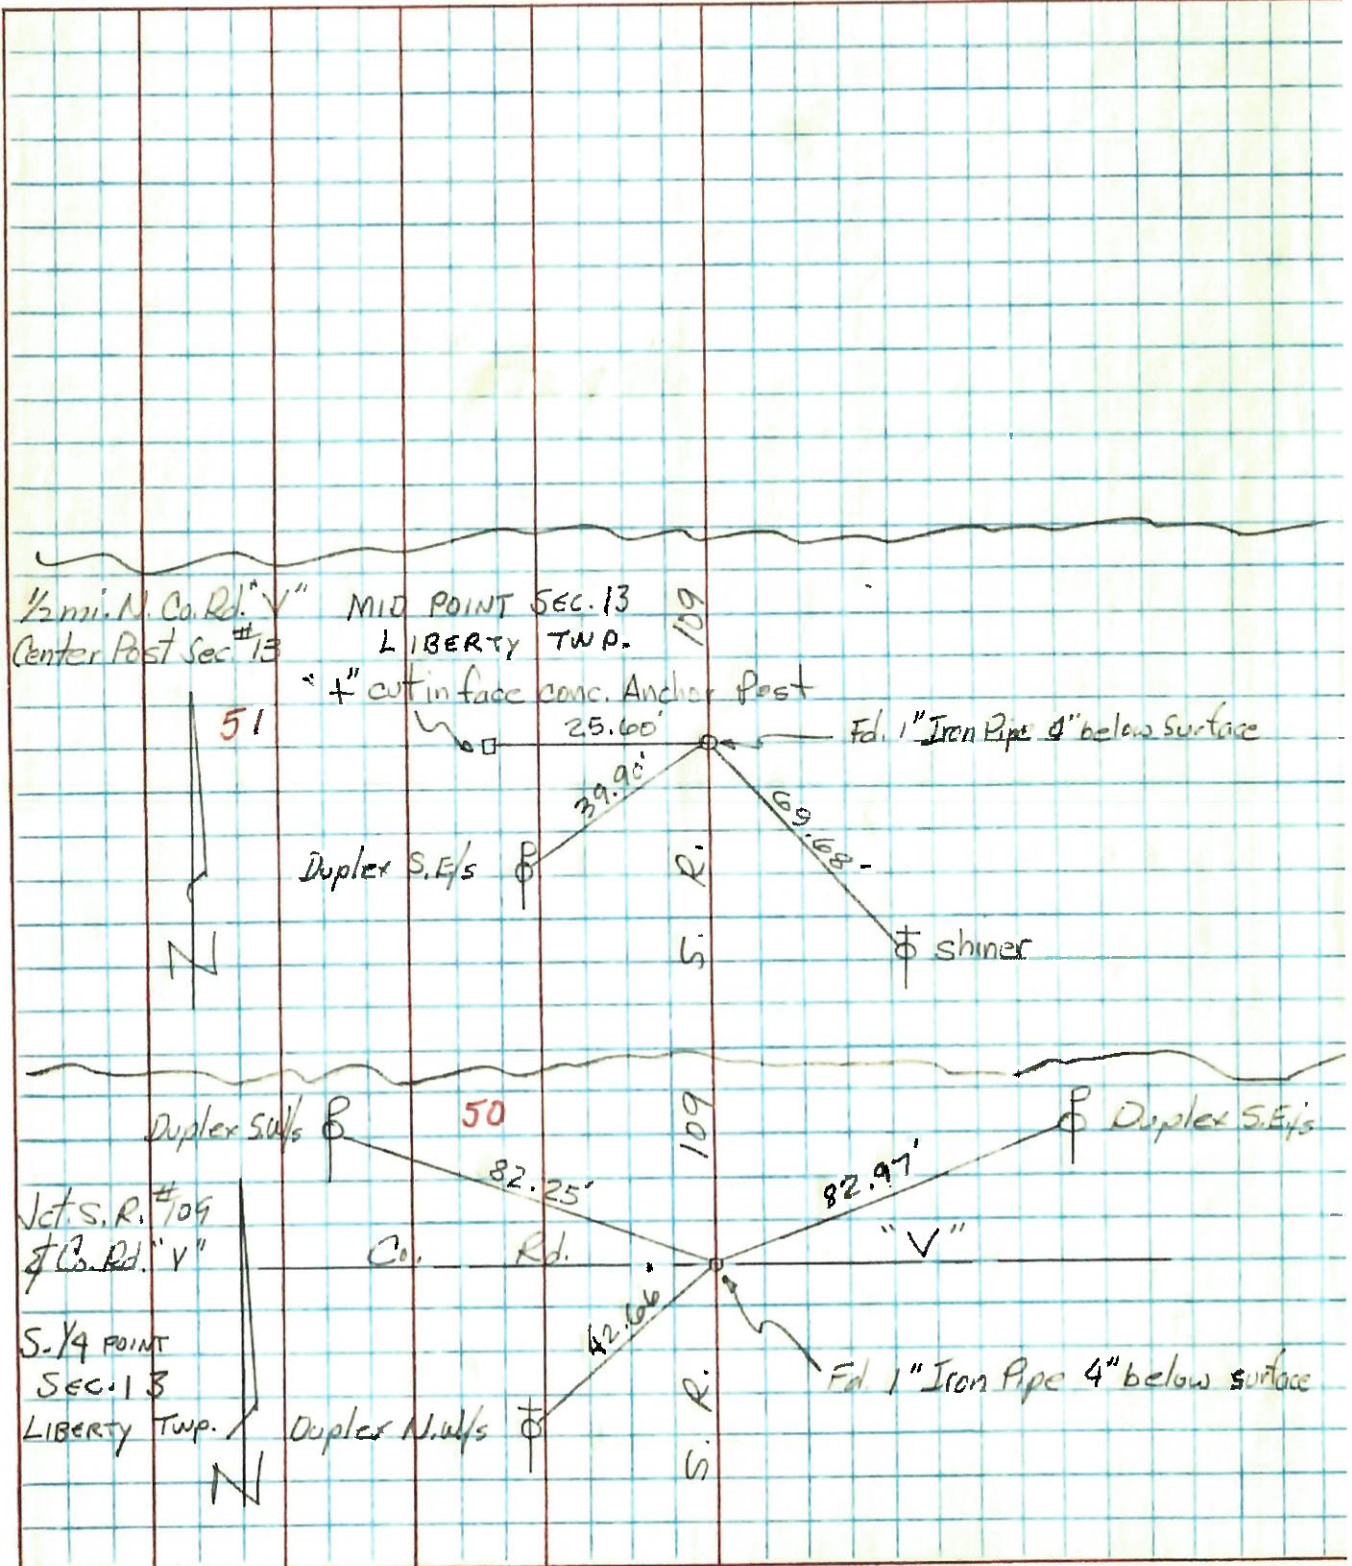 1/2 mi. N. Co. Rd. "V"
Center Post Sec. #13
MID POINT SEC. 13
LIBERTY TWP.
109
"+" cut in face conc. Anchor Post
51
25.60'
Fd. 1" Iron Pipe 4" below surface
39.90'
69.68
Duplex S.E/s
S. R.
shiner
N
Duplex S.W/s
50
109
Duplex S.E/s
82.25'
82.97'
Jct. S. R. #109
& Co. Rd. "V"
Co. Rd. "V"
42.66
S. 1/4 POINT
SEC. 13
LIBERTY TWP.
Fd. 1" Iron Pipe 4" below surface
Duplex N.W/s
S. R.
N